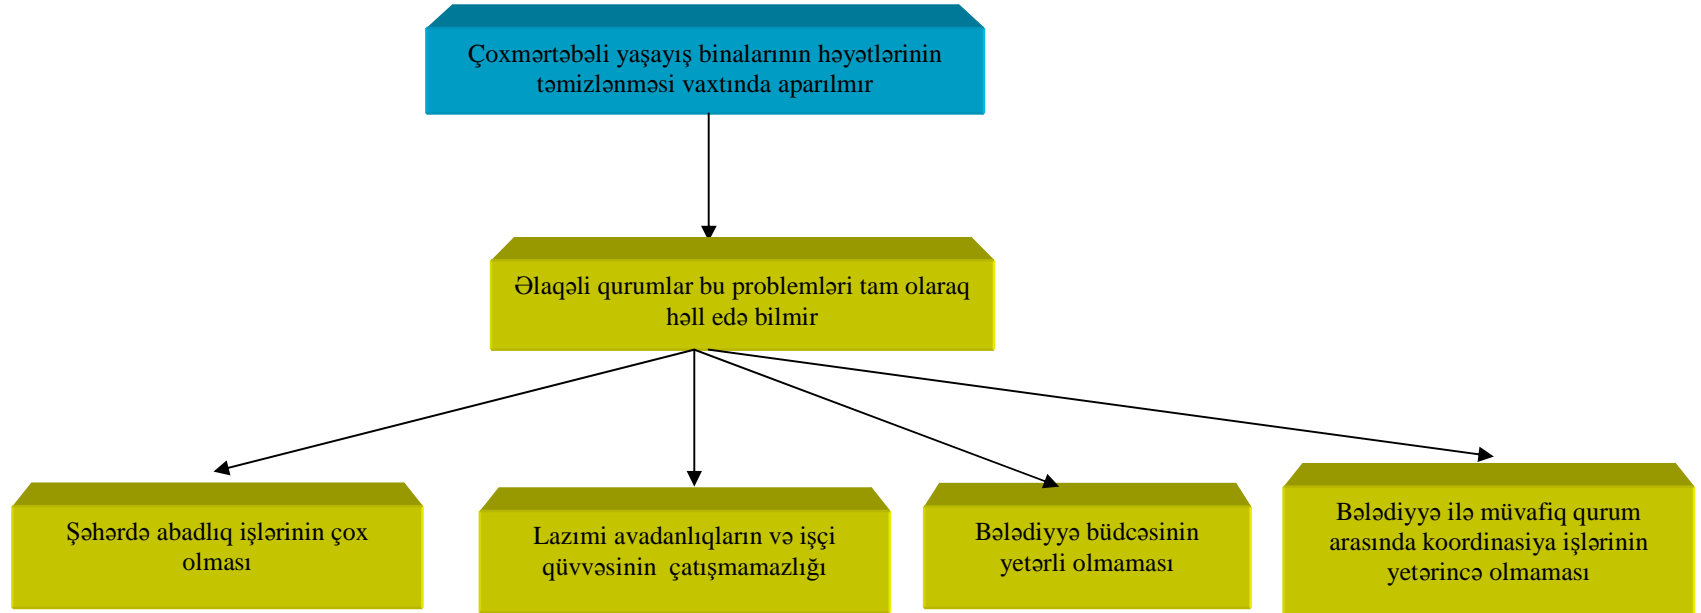 Çoxmərtəbəli yaşayış binalarının həyətlərinin
təmizlənməsi vaxtında aparılmır
Əlaqəli qurumlar bu problemləri tam olaraq
həll edə bilmir
Şəhərdə abadlıq işlərinin çox
olması
Lazımi avadanlıqların və işçi
qüvvəsinin çatışmamazlığı
Bələdiyyə büdcəsinin
yetərli olmaması
Bələdiyyə ilə müvafiq qurum
arasında koordinasiya işlərinin
yetərincə olmaması